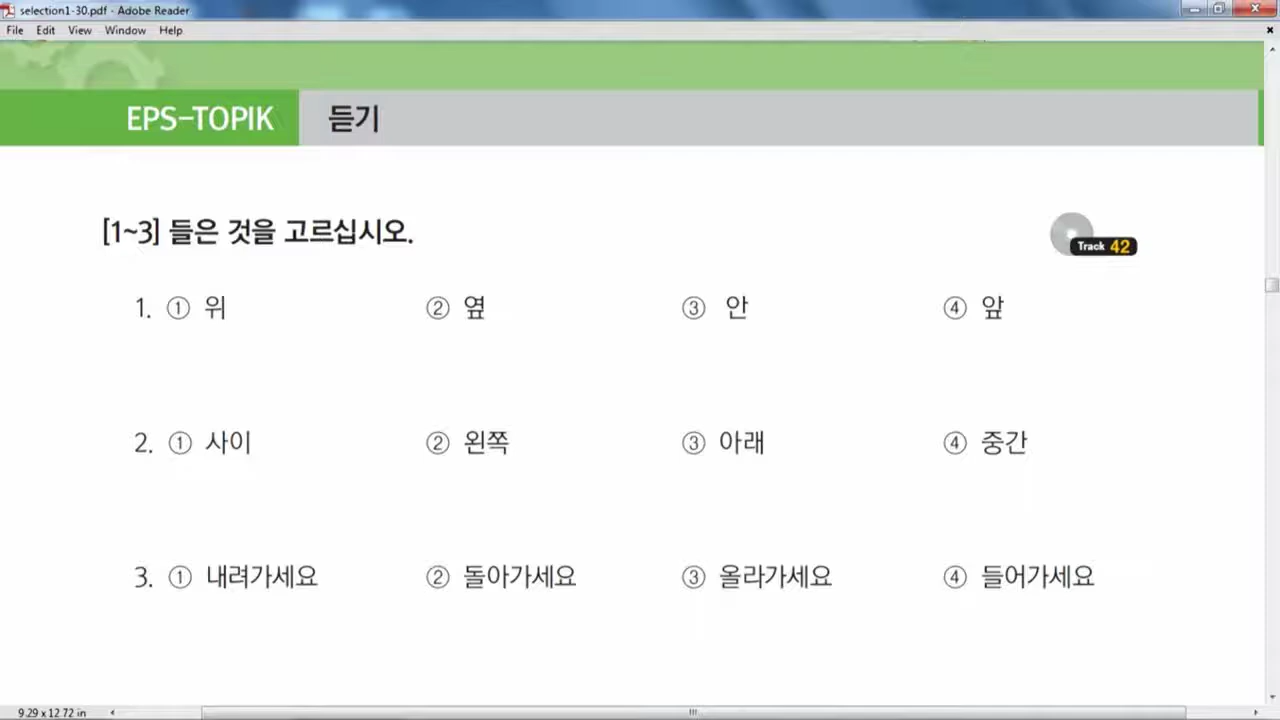 selection1-30.pdf - Adobe Reader
File Edit View Window Help
EPS-TOPIK 듣기
[1~3] 들은 것을 고르십시오.
Track 42
1. ① 위 ② 옆 ③ 안 ④ 앞
2. ① 사이 ② 왼쪽 ③ 아래 ④ 중간
3. ① 내려가세요 ② 돌아가세요 ③ 올라가세요 ④ 들어가세요
9.29 x 12.72 in